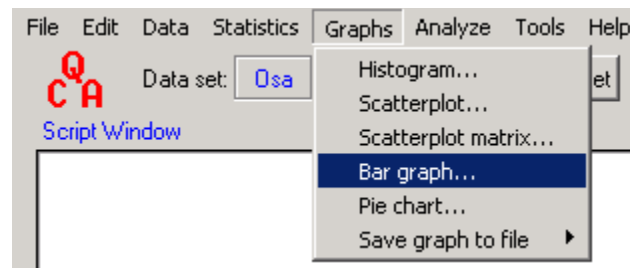 File Edit Data Statistics Graphs Analyze Tools Help
QCA Data set: Osa et
Histogram...
Scatterplot...
Script Window
Scatterplot matrix...
Bar graph...
Pie chart...
Save graph to file